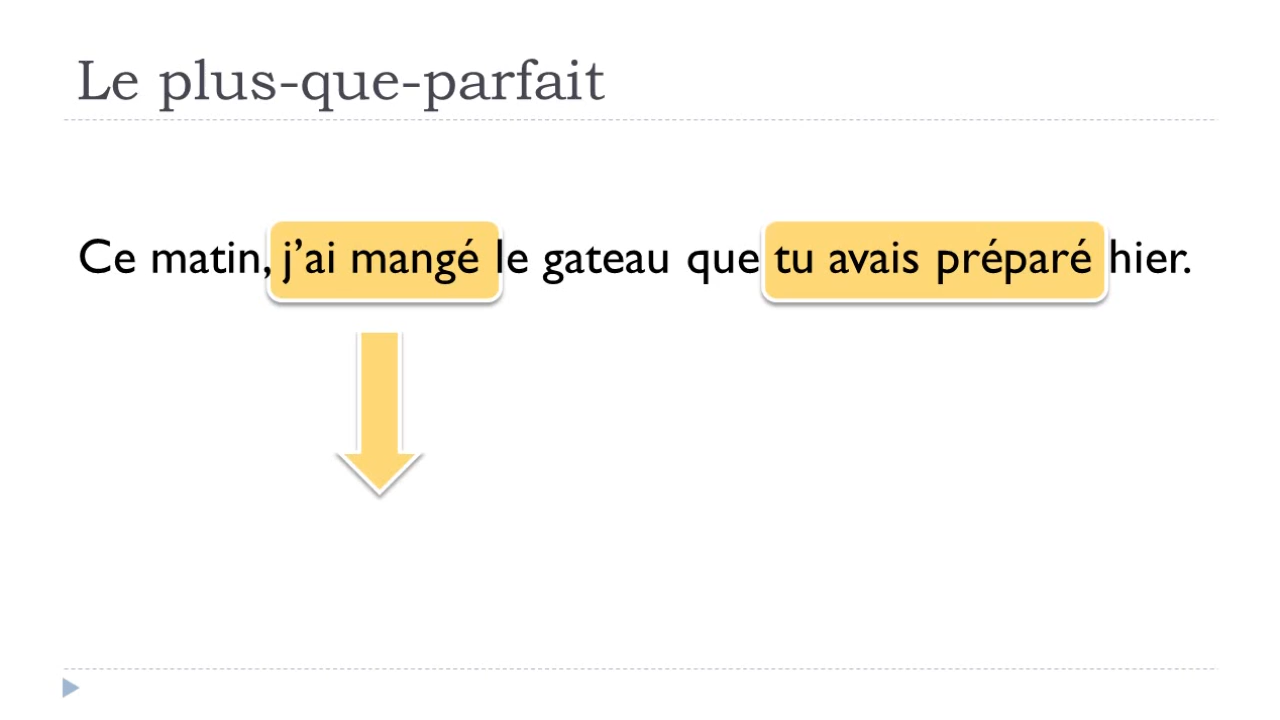 Le plus-que-parfait
Ce matin, j’ai mangé le gateau que tu avais préparé hier.